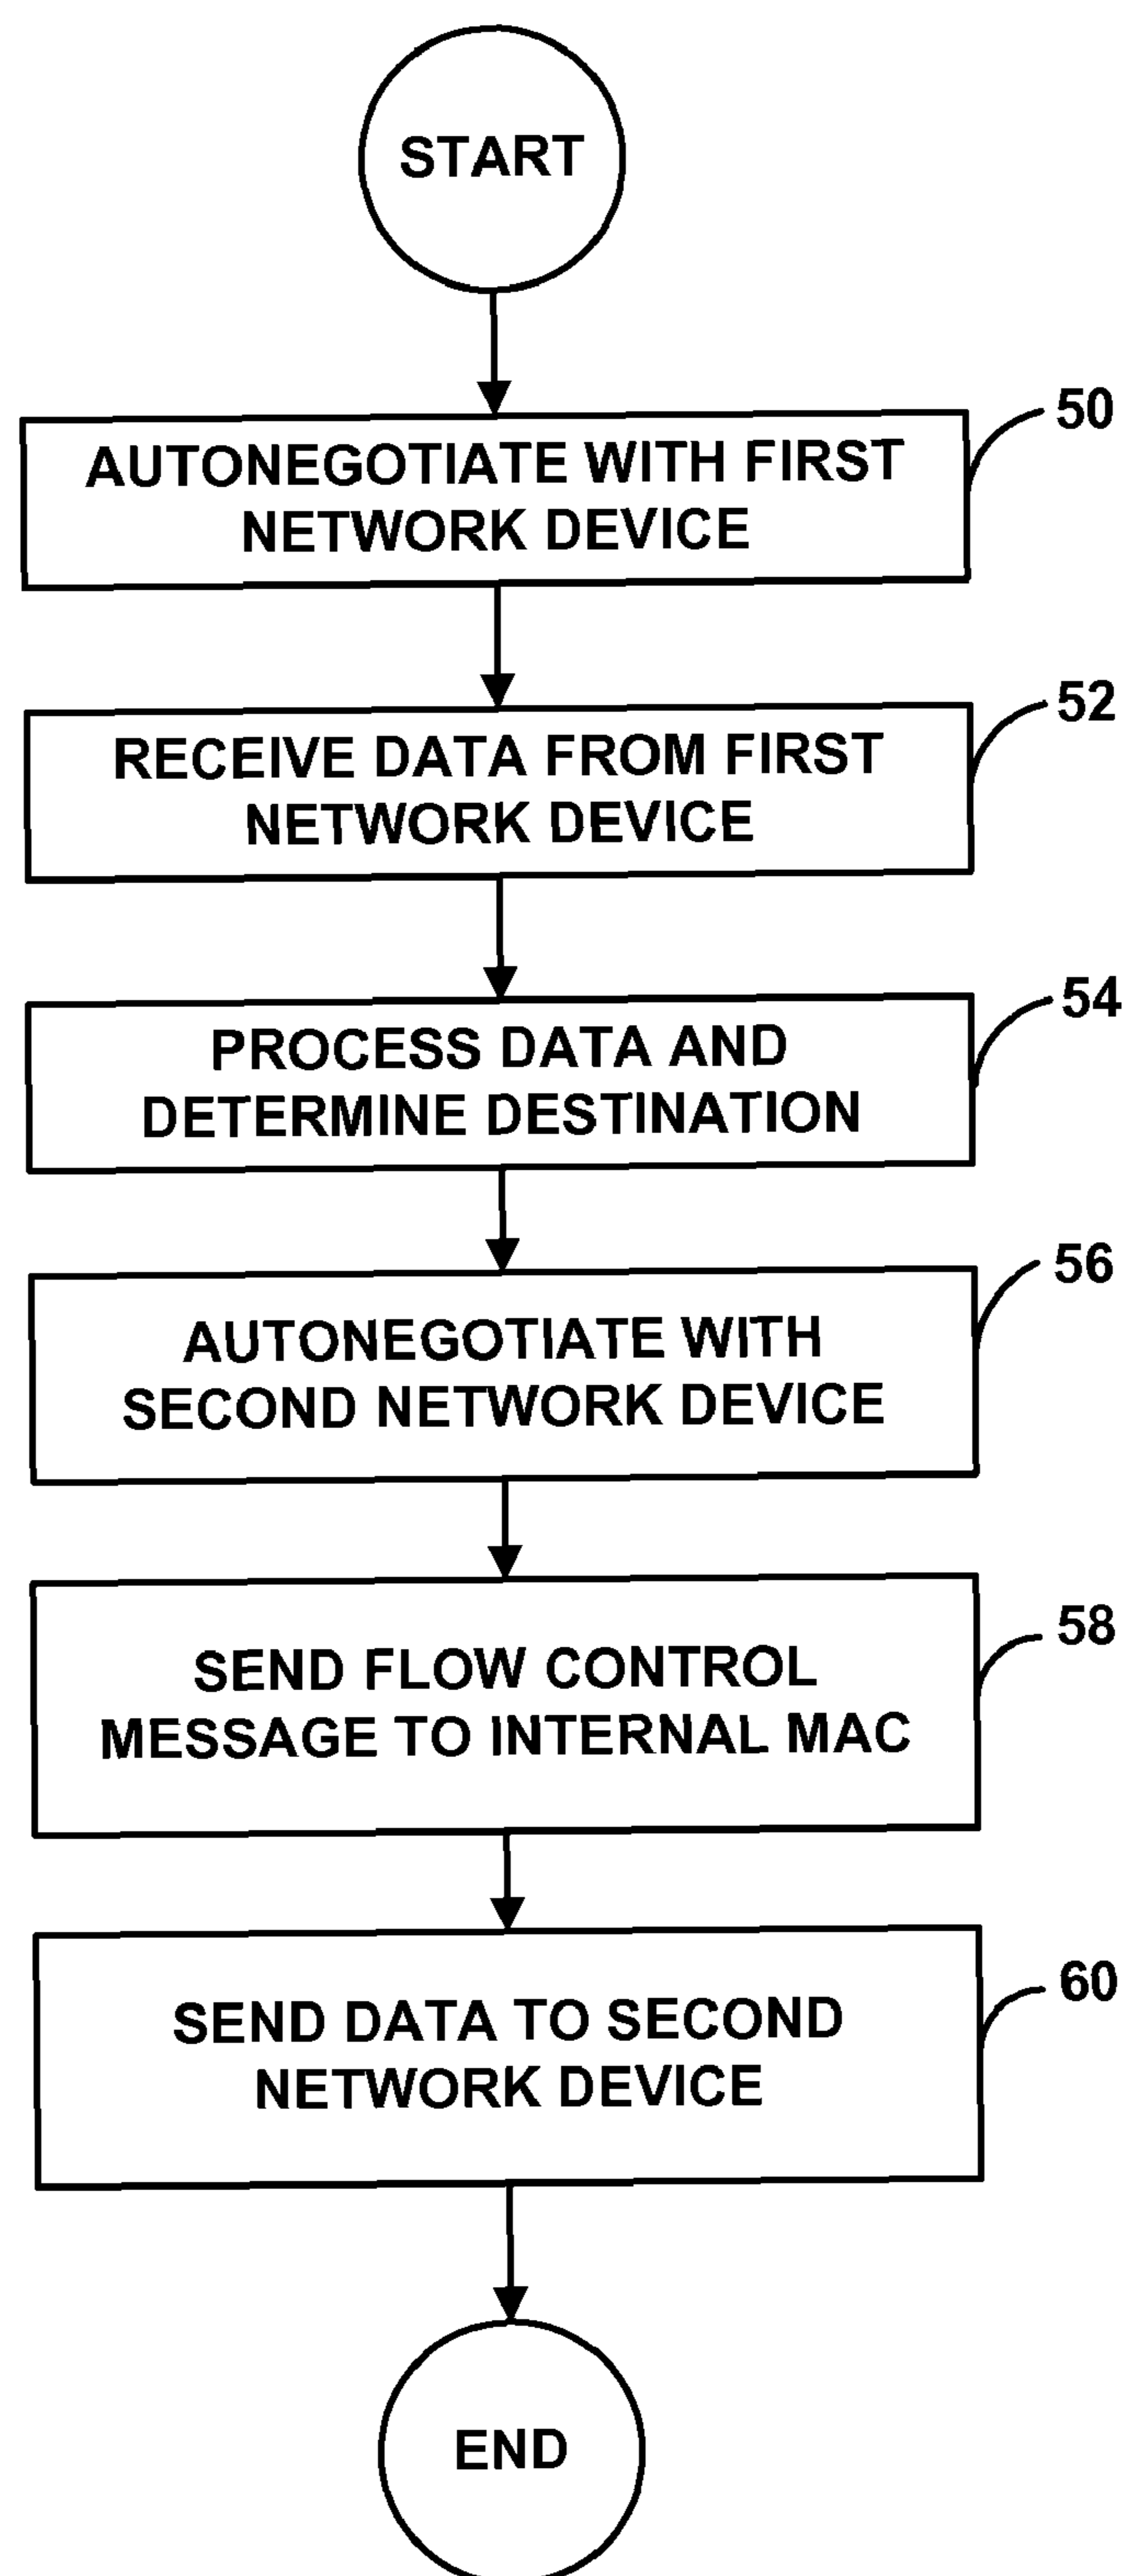 START
50
AUTONEGOTIATE WITH FIRST
NETWORK DEVICE
52
RECEIVE DATA FROM FIRST
NETWORK DEVICE
54
PROCESS DATA AND
DETERMINE DESTINATION
56
AUTONEGOTIATE WITH
SECOND NETWORK DEVICE
58
SEND FLOW CONTROL
MESSAGE TO INTERNAL MAC
60
SEND DATA TO SECOND
NETWORK DEVICE
END